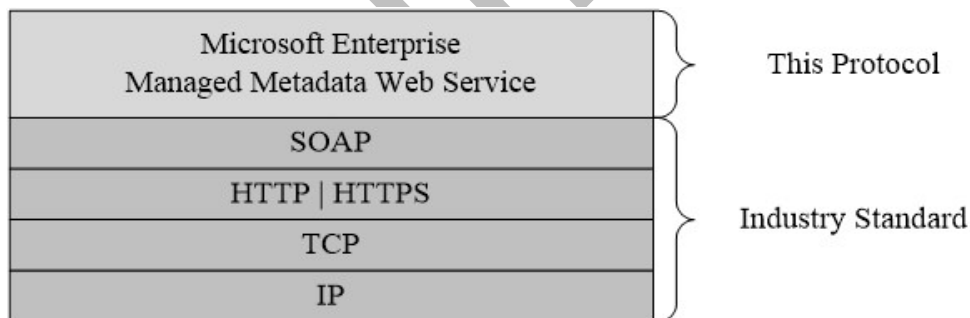 Microsoft Enterprise
Managed Metadata Web Service
This Protocol
SOAP
HTTP | HTTPS
TCP
IP
Industry Standard